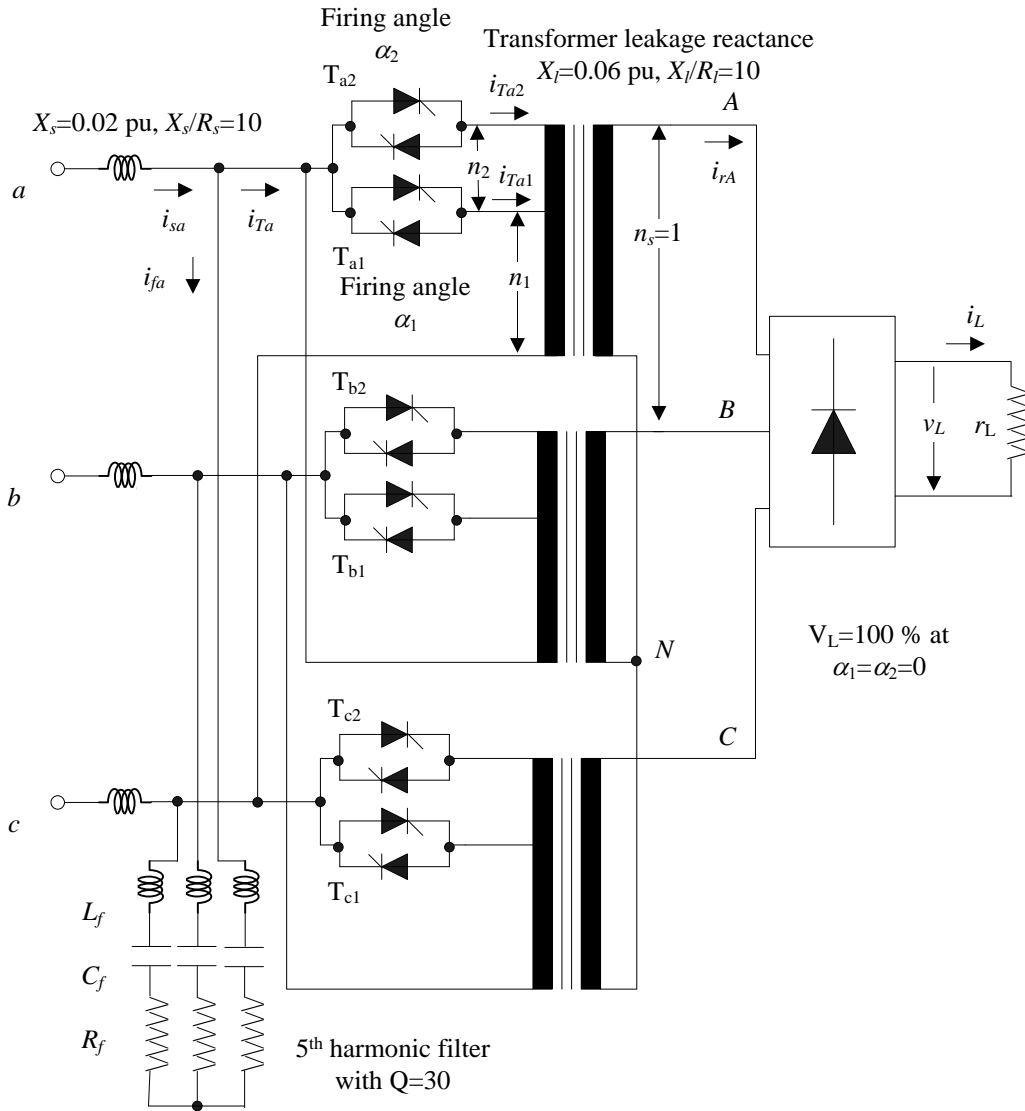 Firing angle
α2
Transformer leakage reactance
Xl=0.06 pu, Xl/Rl=10
Ta2
iTa2
A
Xs=0.02 pu, Xs/Rs=10
n2
iTa1
irA
a
isa
iTa
ns=1
Ta1
ifa
Firing angle
α1
n1
iL
Tb2
B
vL
rL
b
Tb1
N
VL=100 % at
α1=α2=0
Tc2
C
c
Tc1
Lf
Cf
Rf
5th harmonic filter
with Q=30